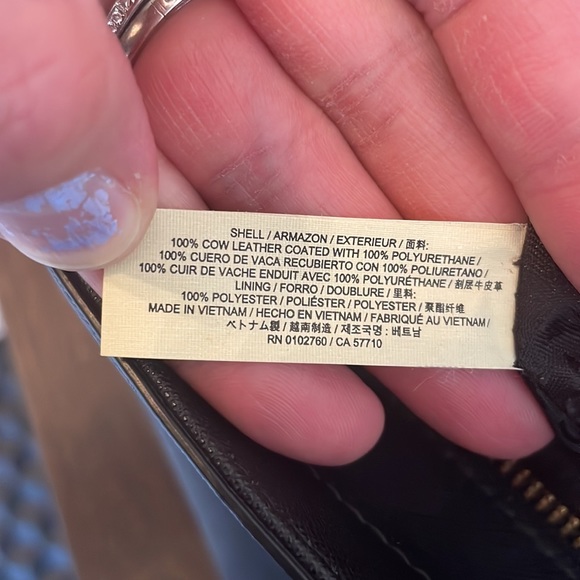 SHELL / ARMAZON / EXTERIEUR / 面料:
100% COW LEATHER COATED WITH 100% POLYURETHANE /
100% CUERO DE VACA RECUBIERTO CON 100% POLIURETANO /
100% CUIR DE VACHE ENDUIT AVEC 100% POLYURÉTHANE / 剖层牛皮革
LINING / FORRO / DOUBLURE / 里料:
100% POLYESTER / POLIÉSTER / POLYESTER / 聚酯纤维
MADE IN VIETNAM / HECHO EN VIETNAM / FABRIQUÉ AU VIETNAM /
ベトナム製 / 越南制造 / 제조국명 : 베트남
RN 0102760 / CA 57710